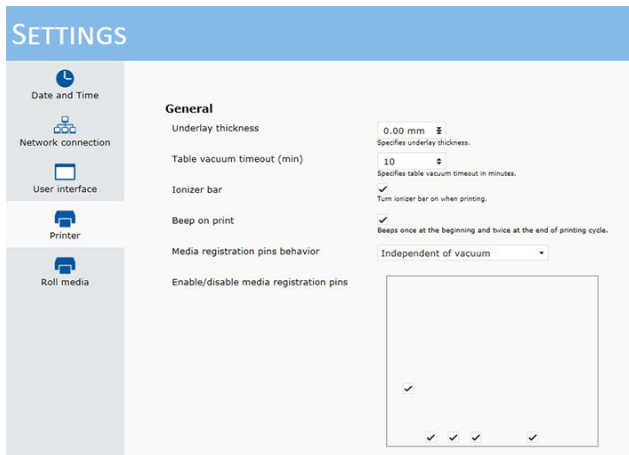 SETTINGS
Date and Time
Network connection
User interface
Printer
Roll media
General
Underlay thickness
0.00 mm
Specifies underlay thickness.
Table vacuum timeout (min)
10
Specifies table vacuum timeout in minutes.
Ionizer bar
Turn ionizer bar on when printing.
Beep on print
Beeps once at the beginning and twice at the end of printing cycle.
Media registration pins behavior
Independent of vacuum
Enable/disable media registration pins